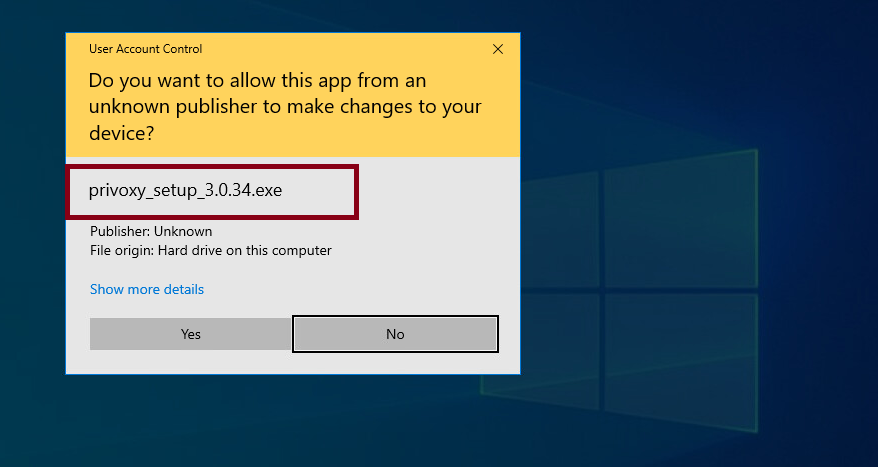 User Account Control
Do you want to allow this app from an
unknown publisher to make changes to your
device?
privoxy_setup_3.0.34.exe
Publisher: Unknown
File origin: Hard drive on this computer
Show more details
Yes
No